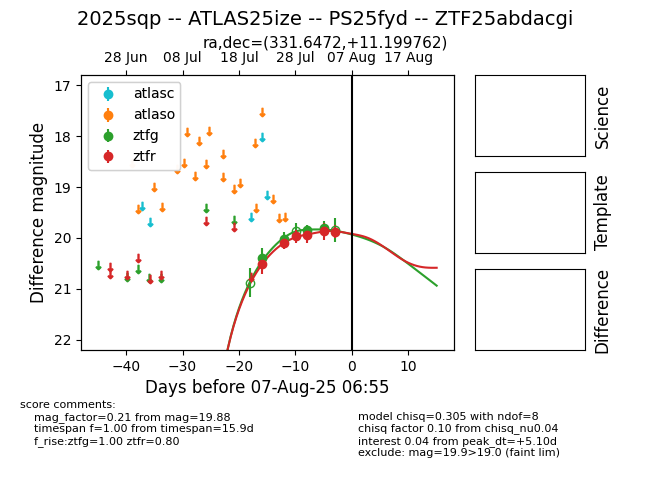 2025sqp -- ATLAS25ize -- PS25fyd -- ZTF25abdacgi
ra,dec=(331.6472,+11.199762)
28 Jun 08 Jul 18 Jul 28 Jul 07 Aug 17 Aug
atlasc
atlaso
ztfg
ztfr
17
18
19
20
21
22
Difference magnitude
−40 −30 −20 −10 0 10
Days before 07-Aug-25 06:55
Science
Template
Difference
score comments:
mag_factor=0.21 from mag=19.88
timespan f=1.00 from timespan=15.9d
f_rise:ztfg=1.00 ztfr=0.80
model chisq=0.305 with ndof=8
chisq factor 0.10 from chisq_nu0.04
interest 0.04 from peak_dt=+5.10d
exclude: mag=19.9>19.0 (faint lim)